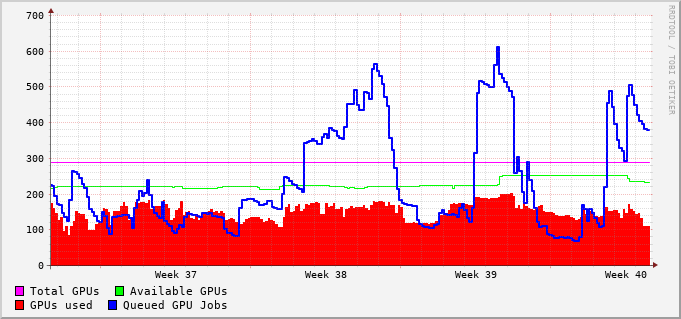 700
600
500
400
300
200
100
0
Week 37 Week 38 Week 39 Week 40
Total GPUs Available GPUs
GPUs used Queued GPU Jobs
RRDTOOL / TOBI OETIKER